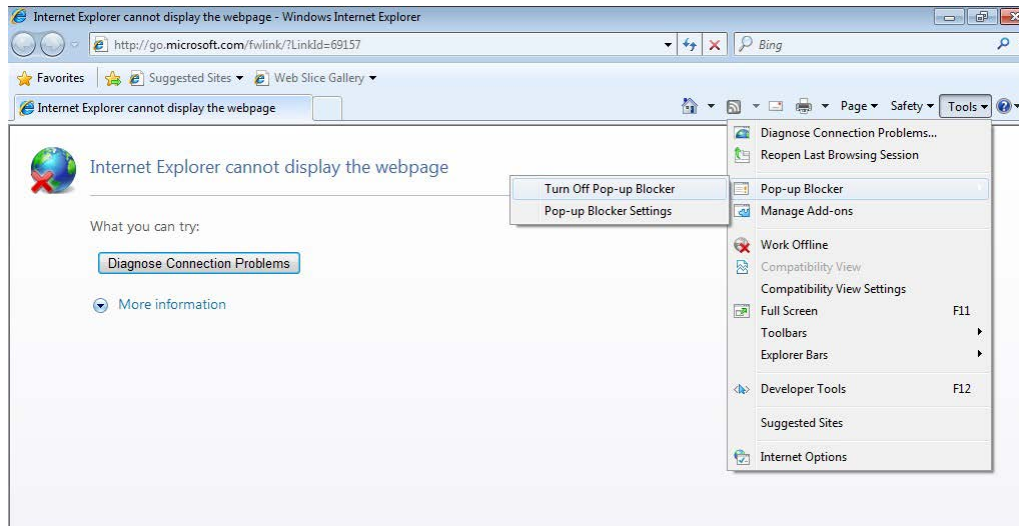 Internet Explorer cannot display the webpage - Windows Internet Explorer
http://go.microsoft.com/fwlink/?LinkId=69157
Bing
Favorites
Suggested Sites
Web Slice Gallery
Internet Explorer cannot display the webpage
Page
Safety
Tools
Internet Explorer cannot display the webpage
What you can try:
Diagnose Connection Problems
More information
Diagnose Connection Problems...
Reopen Last Browsing Session
Pop-up Blocker
Turn Off Pop-up Blocker
Pop-up Blocker Settings
Manage Add-ons
Work Offline
Compatibility View
Compatibility View Settings
Full Screen F11
Toolbars
Explorer Bars
Developer Tools F12
Suggested Sites
Internet Options